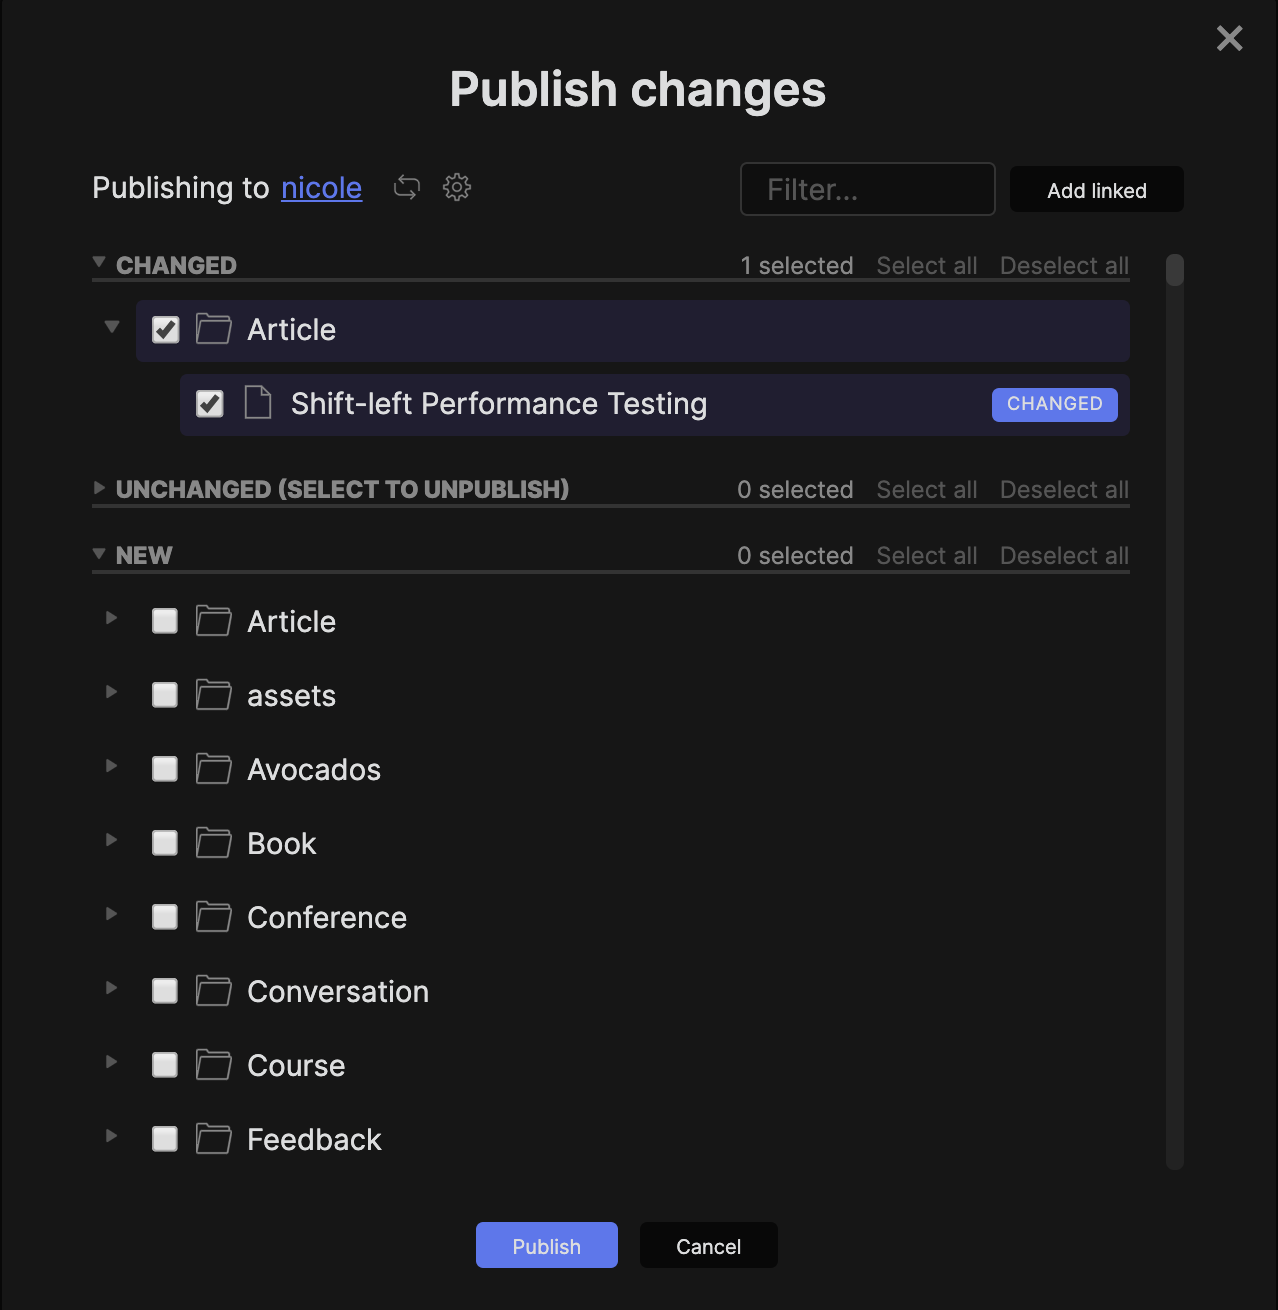 Publish changes
Publishing to nicole
Filter...
Add linked
CHANGED 1 selected Select all Deselect all
Article
Shift-left Performance Testing CHANGED
UNCHANGED (SELECT TO UNPUBLISH) 0 selected Select all Deselect all
NEW 0 selected Select all Deselect all
Article
assets
Avocados
Book
Conference
Conversation
Course
Feedback
Publish Cancel